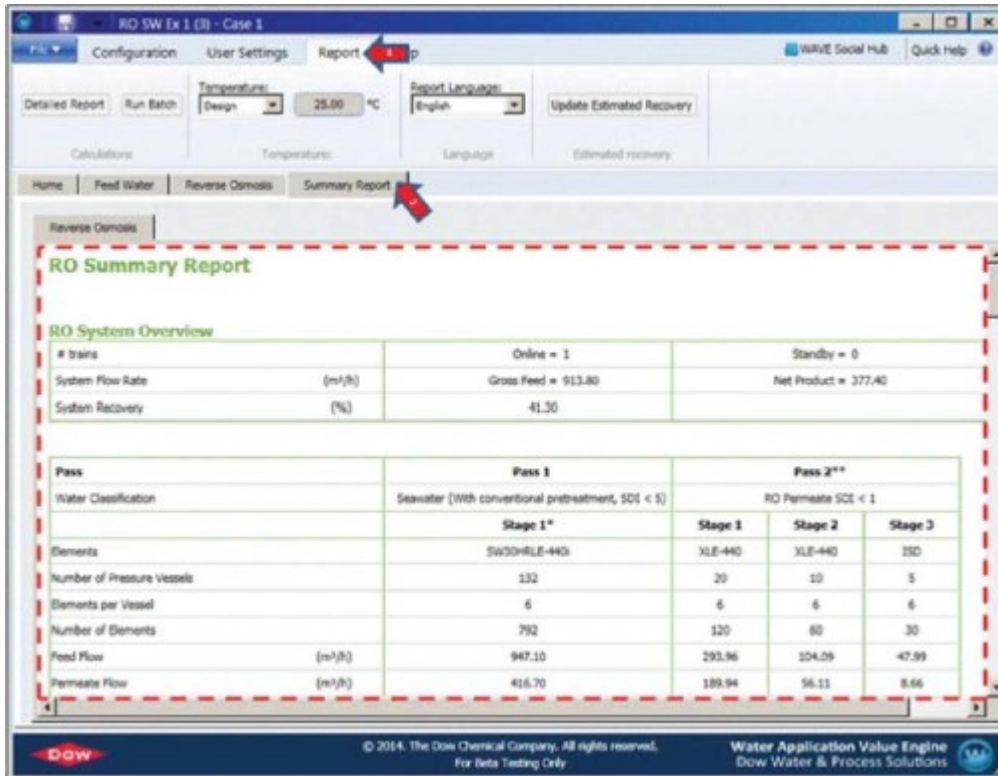 RO SW Ex 1 (3) - Case 1
File Configuration User Settings Report
WAVE Social Hub Quick Help
Temperature: Report Language:
Detailed Report Run Batch Design 25.00 °C English Update Estimated Recovery
Calculations Temperature: Language Estimated recovery
Home Feed Water Reverse Osmosis Summary Report
Reverse Osmosis
RO Summary Report
RO System Overview
# trains Online = 1 Standby = 0
System Flow Rate (m³/h) Gross Feed = 913.80 Net Product = 377.40
System Recovery (%) 41.30
Pass Pass 1 Pass 2**
Water Classification Seawater (With conventional pretreatment, SDI < 5) RO Permeate SDI < 1
Stage 1* Stage 1 Stage 2 Stage 3
Elements SW30HRLE-440i XLE-440 XLE-440 ISD
Number of Pressure Vessels 132 20 10 5
Elements per Vessel 6 6 6 6
Number of Elements 792 120 60 30
Feed Flow (m³/h) 947.10 293.96 104.09 47.99
Permeate Flow (m³/h) 416.70 189.94 56.11 8.66
Dow
© 2014. The Dow Chemical Company. All rights reserved.
For Beta Testing Only
Water Application Value Engine
Dow Water & Process Solutions